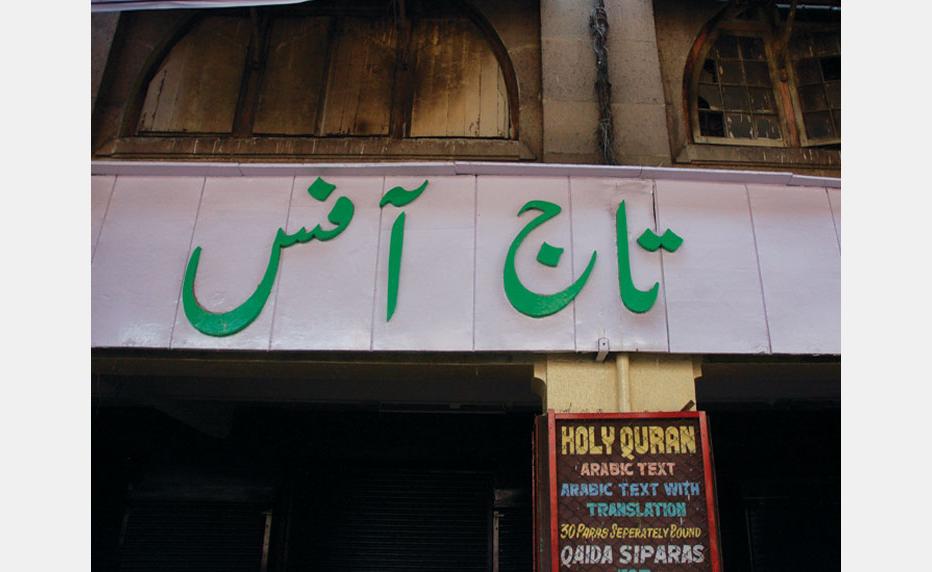 تاج آفس
HOLY QURAN
ARABIC TEXT
ARABIC TEXT WITH
TRANSLATION
30 PARAS SEPERATELY BOUND
QAIDA SIPARAS